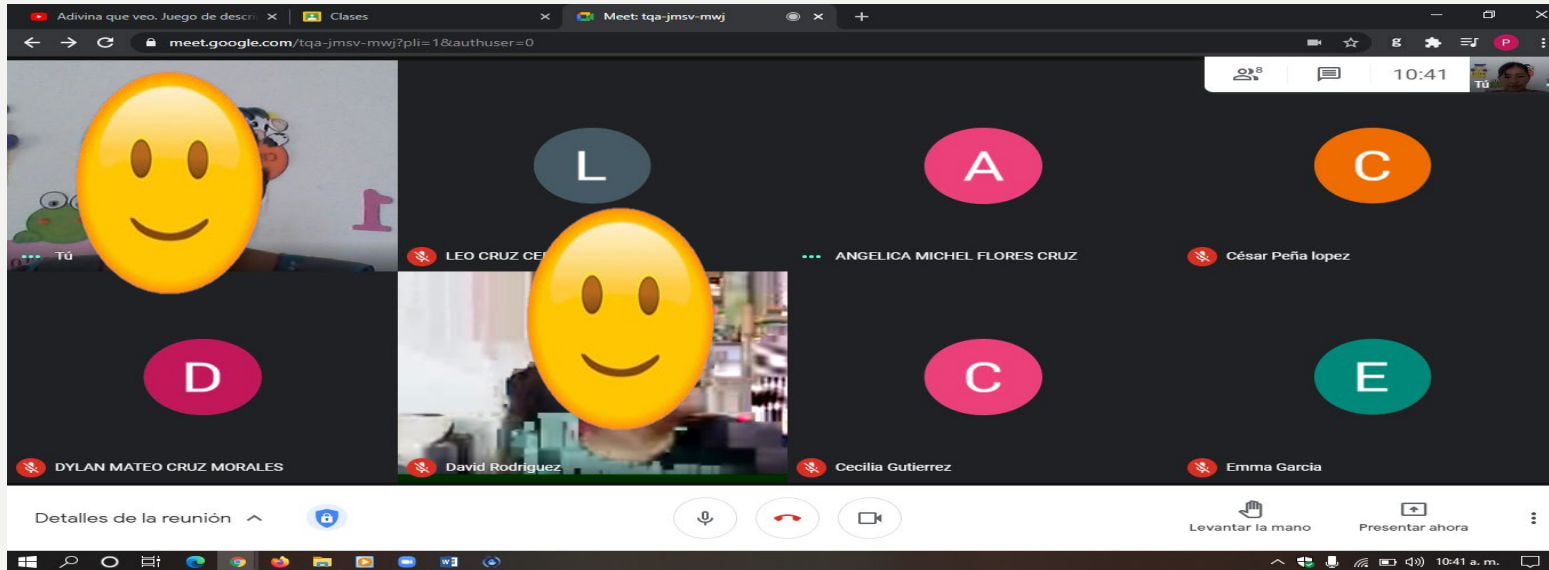 Adivina que veo. Juego de descri
Clases
Meet: tqa-jmsv-mwj
meet.google.com/tqa-jmsv-mwj?pli=1&authuser=0
g
P
8
10:41
Tú
L
A
C
1
Tú
LEO CRUZ
ANGELICA MICHEL FLORES CRUZ
César Peña lopez
D
C
E
DYLAN MATEO CRUZ MORALES
David Rodriguez
Cecilia Gutierrez
Emma Garcia
Detalles de la reunión
Levantar la mano
Presentar ahora
10:41 a. m.